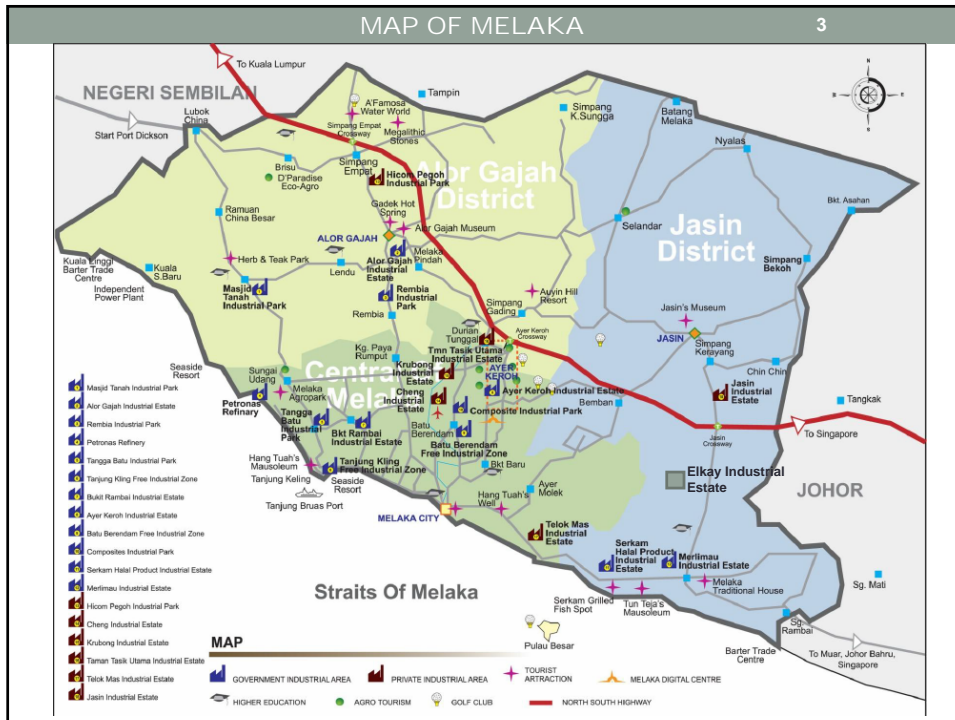 MAP OF MELAKA
3
To Kuala Lumpur
NEGERI SEMBILAN
Lubok
China
Start Port Dickson
Tampin
A'Famosa
Water World
Simpang Empat
Crossway
Megalithic
Stones
Simpang
K.Sungga
Batang
Melaka
Nyalas
Brisu
D'Paradise
Eco-Agro
Simpang
Empat
Hicom Pegoh
Industrial Park
Alor Gajah
District
Jasin
District
Bkt. Asahan
Ramuan
China Besar
Gadek Hot
Spring
Alor Gajah Museum
ALOR GAJAH
Selandar
Kuala Linggi
Barter Trade
Centre
Kuala
S.Baru
Independent
Power Plant
Herb & Teak Park
Masjid
Tanah
Industrial Park
Lendu
Alor Gajah
Industrial
Estate
Melaka
Pindah
Rembia
Industrial
Park
Rembia
Simpang
Bekoh
Auyin Hill
Resort
Simpang
Gading
Jasin's Museum
JASIN
Ayer Keroh
Crossway
Durian
Tunggal
Tmn Tasik Utama
Industrial Estate
AYER
KEROH
Kg. Paya
Rumput
Krubong
Industrial
Estate
Central
Mela
Simpang
Kerayang
Chin Chin
Seaside
Resort
Sungai
Udang
Melaka
Agropark
Petronas
Refinery
Cheng
Industrial
Estate
Ayer Keroh Industrial Estate
Composite Industrial Park
Bemban
Jasin
Industrial
Estate
Tangkak
To Singapore
Jasin
Crossway
Tangga
Batu
Industrial
Park
Bkt Rambai
Industrial Estate
Batu
Berendam
Batu Berendam
Free Industrial Zone
Hang Tuah's
Mausoleum
Tanjung Keling
Tanjung Kling
Free Industrial Zone
Seaside
Resort
Tanjung Bruas Port
Bkt Baru
Ayer
Molek
Hang Tuah's
Well
MELAKA CITY
Elkay Industrial
Estate
JOHOR
Telok Mas
Industrial
Estate
Serkam
Halal Product
Industrial
Estate
Merlimau
Industrial Estate
Melaka
Traditional House
Sg. Mati
Straits Of Melaka
Serkam Grilled
Fish Spot
Tun Teja's
Mausoleum
Sg.
Rambai
Pulau Besar
Barter Trade
Centre
To Muar, Johor Bahru,
Singapore
Masjid Tanah Industrial Park
Alor Gajah Industrial Estate
Rembia Industrial Park
Petronas Refinery
Tangga Batu Industrial Park
Tanjung Kling Free Industrial Zone
Bukit Rambai Industrial Estate
Ayer Keroh Industrial Estate
Batu Berendam Free Industrial Zone
Composites Industrial Park
Serkam Halal Product Industrial Estate
Merlimau Industrial Estate
Hicom Pegoh Industrial Park
Cheng Industrial Estate
Krubong Industrial Estate
Taman Tasik Utama Industrial Estate
Telok Mas Industrial Estate
Jasin Industrial Estate
MAP
GOVERNMENT INDUSTRIAL AREA
PRIVATE INDUSTRIAL AREA
TOURIST
ARTRACTION
MELAKA DIGITAL CENTRE
HIGHER EDUCATION
AGRO TOURISM
GOLF CLUB
NORTH SOUTH HIGHWAY